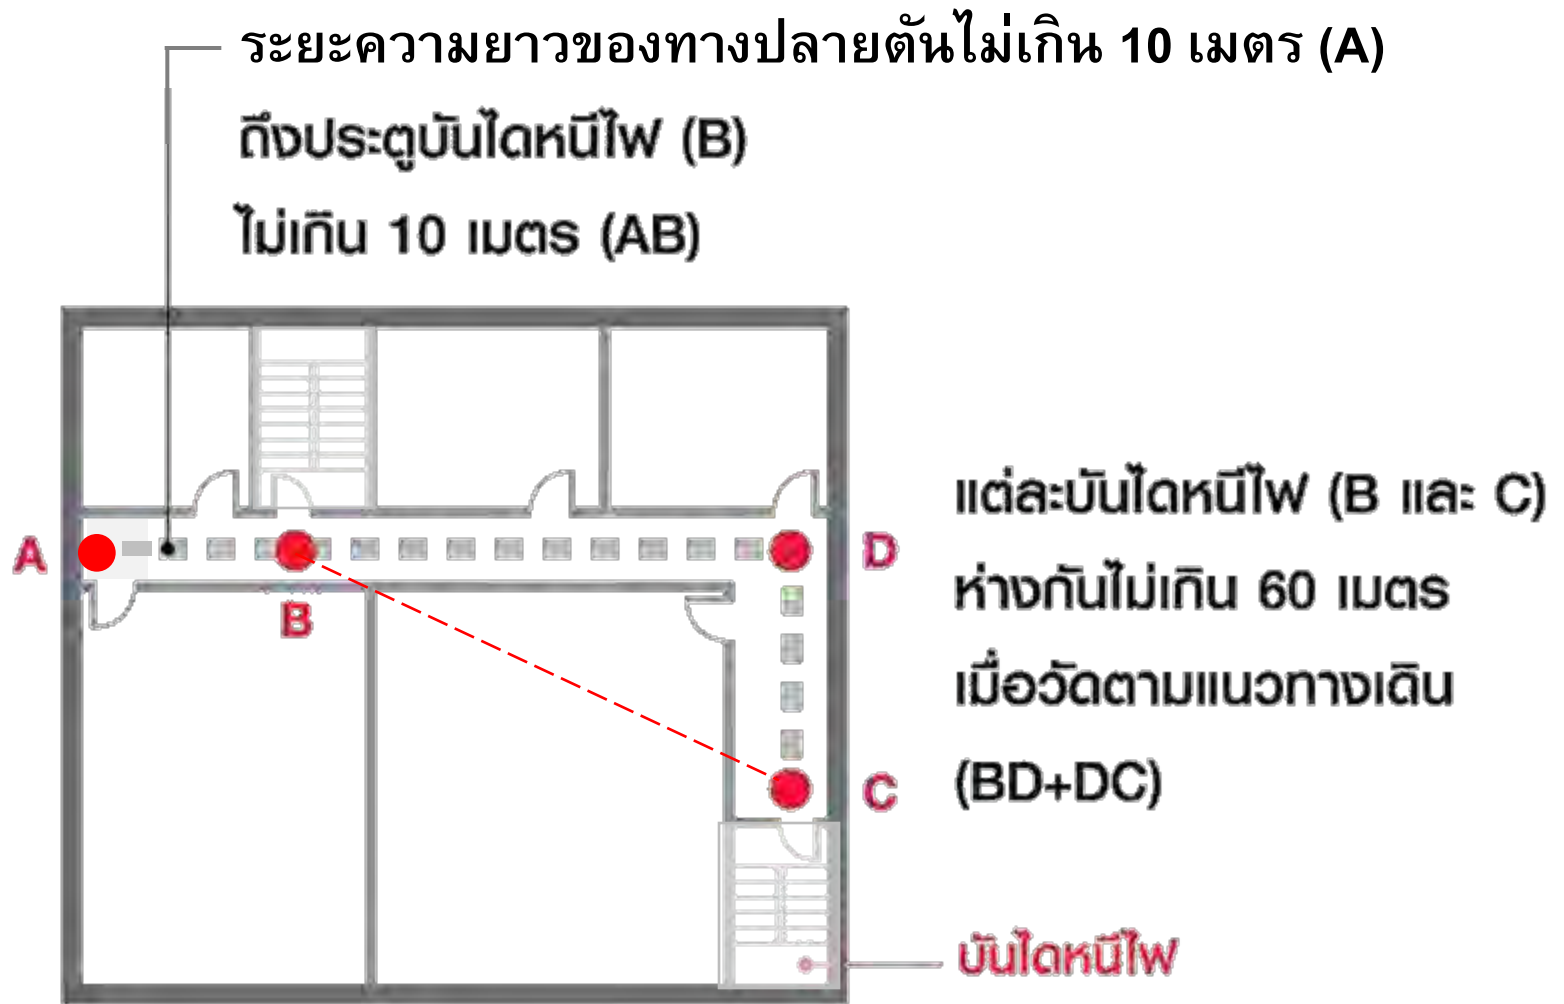 ระยะความยาวของทางปลายตันไม่เกิน 10 เมตร (A)
ถึงประตูบันไดหนีไฟ (B)
ไม่เกิน 10 เมตร (AB)
แต่ละบันไดหนีไฟ (B และ C)
ห่างกันไม่เกิน 60 เมตร
เมื่อวัดตามแนวทางเดิน
(BD+DC)
A
B
D
C
บันไดหนีไฟ